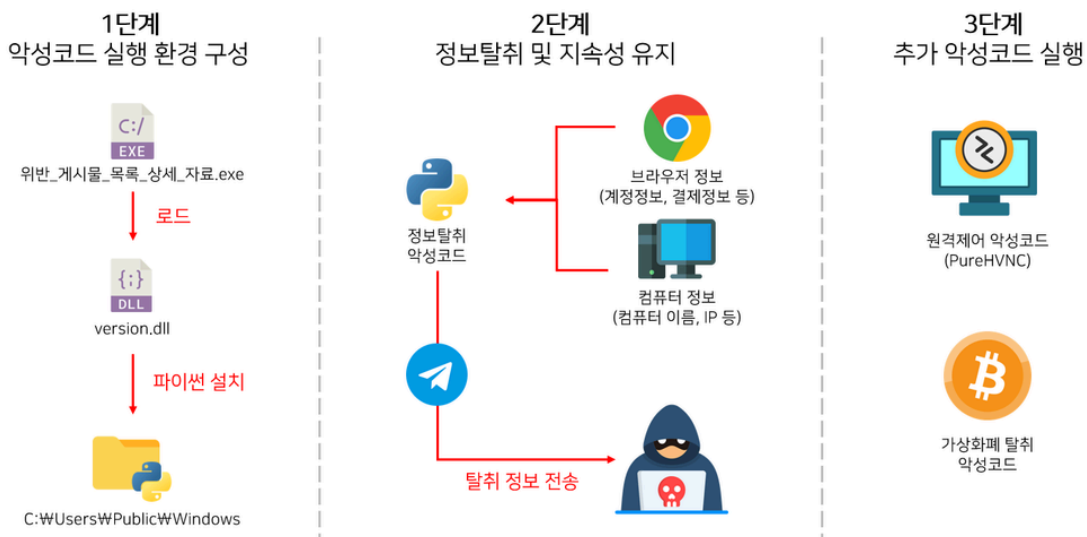 1단계
악성코드 실행 환경 구성
C:/
EXE
위반_게시물_목록_상세_자료.exe
로드
{;}
DLL
version.dll
파이썬 설치
C:₩Users₩Public₩Windows
2단계
정보탈취 및 지속성 유지
정보탈취
악성코드
브라우저 정보
(계정정보, 결제정보 등)
컴퓨터 정보
(컴퓨터 이름, IP 등)
탈취 정보 전송
3단계
추가 악성코드 실행
원격제어 악성코드
(PureHVNC)
가상화폐 탈취
악성코드